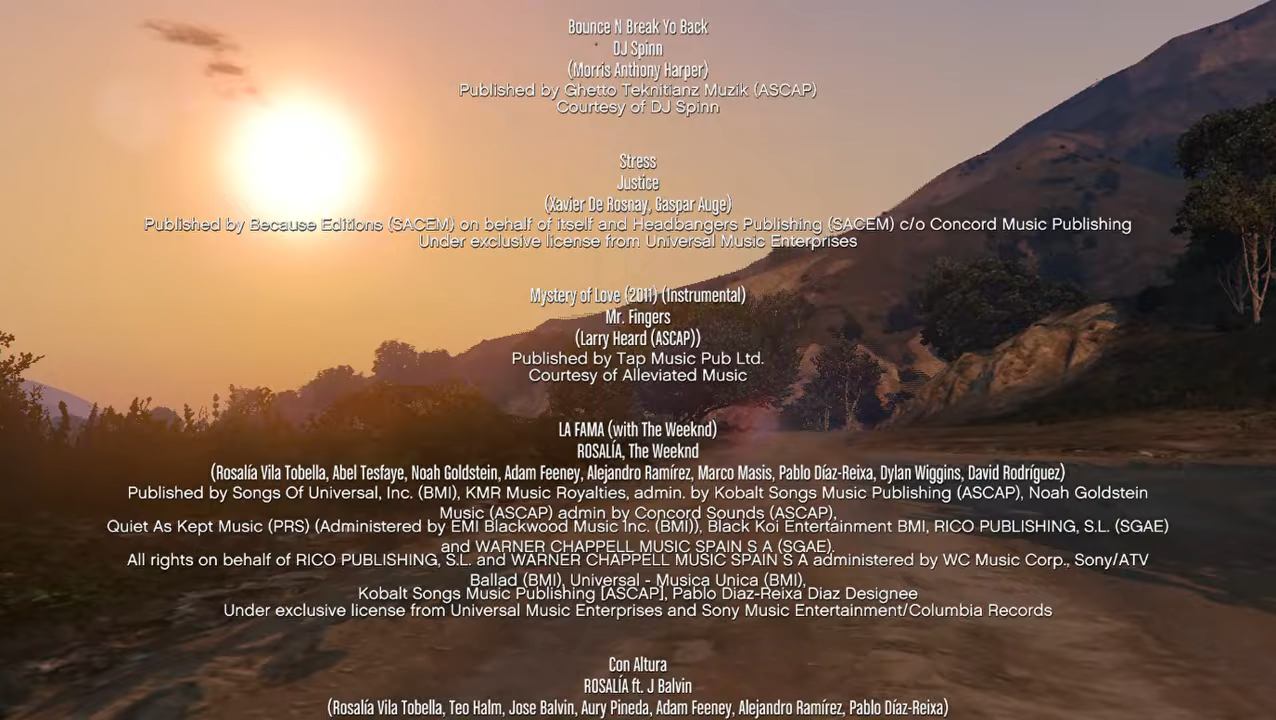 Bounce N Break Yo Back
DJ Spinn
(Morris Anthony Harper)
Published by Ghetto Teknitianz Muzik (ASCAP)
Courtesy of DJ Spinn
Stress
Justice
(Xavier De Rosnay, Gaspar Auge)
Published by Because Editions (SACEM) on behalf of itself and Headbangers Publishing (SACEM) c/o Concord Music Publishing
Under exclusive license from Universal Music Enterprises
Mystery of Love (2011) (Instrumental)
Mr. Fingers
(Larry Heard (ASCAP))
Published by Tap Music Pub Ltd.
Courtesy of Alleviated Music
LA FAMA (with The Weeknd)
ROSALÍA, The Weeknd
(Rosalía Vila Tobella, Abel Tesfaye, Noah Goldstein, Adam Feeney, Alejandro Ramírez, Marco Masis, Pablo Díaz-Reixa, Dylan Wiggins, David Rodríguez)
Published by Songs Of Universal, Inc. (BMI), KMR Music Royalties, admin. by Kobalt Songs Music Publishing (ASCAP), Noah Goldstein
Music (ASCAP) admin by Concord Sounds (ASCAP),
Quiet As Kept Music (PRS) (Administered by EMI Blackwood Music Inc. (BMI)), Black Koi Entertainment BMI, RICO PUBLISHING, S.L. (SGAE)
and WARNER CHAPPELL MUSIC SPAIN S A (SGAE).
All rights on behalf of RICO PUBLISHING, S.L. and WARNER CHAPPELL MUSIC SPAIN S A administered by WC Music Corp., Sony/ATV
Ballad (BMI), Universal - Musica Unica (BMI),
Kobalt Songs Music Publishing [ASCAP], Pablo Diaz-Reixa Diaz Designee
Under exclusive license from Universal Music Enterprises and Sony Music Entertainment/Columbia Records
Con Altura
ROSALÍA ft. J Balvin
(Rosalía Vila Tobella, Teo Halm, Jose Balvin, Aury Pineda, Adam Feeney, Alejandro Ramírez, Pablo Díaz-Reixa)